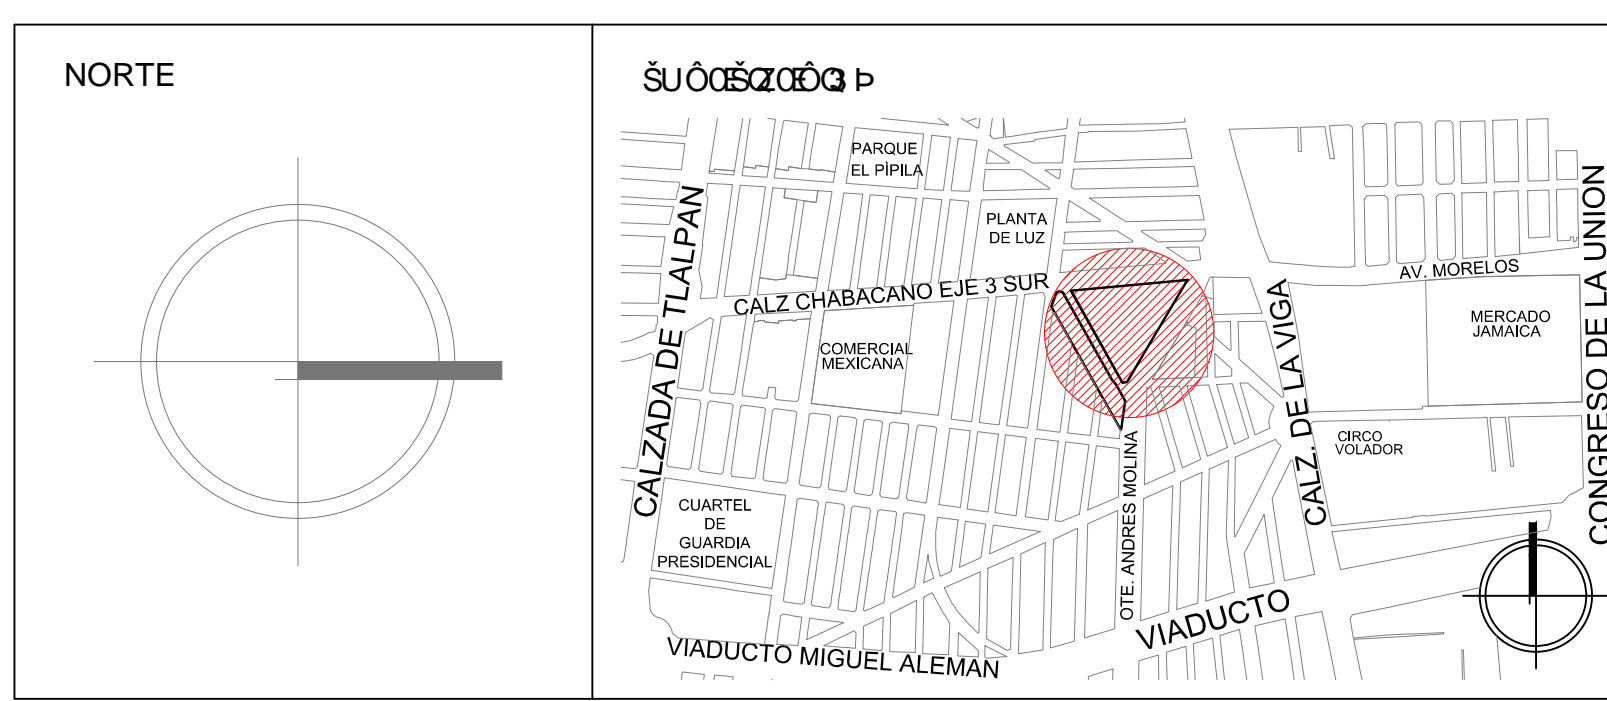 NORTE
PARQUE
EL PÌPILA
PLANTA
DE LUZ
CALZADA DE TLALPAN
CALZ CHABACANO EJE 3 SUR
AV. MORELOS
CONGRESO DE LA UNION
CALZ. DE LA VIGA
MERCADO
JAMAICA
COMERCIAL
MEXICANA
CIRCO
VOLADOR
OTE. ANDRES MOLINA
CUARTEL
DE
GUARDIA
PRESIDENCIAL
VIADUCTO
VIADUCTO MIGUEL ALEMAN